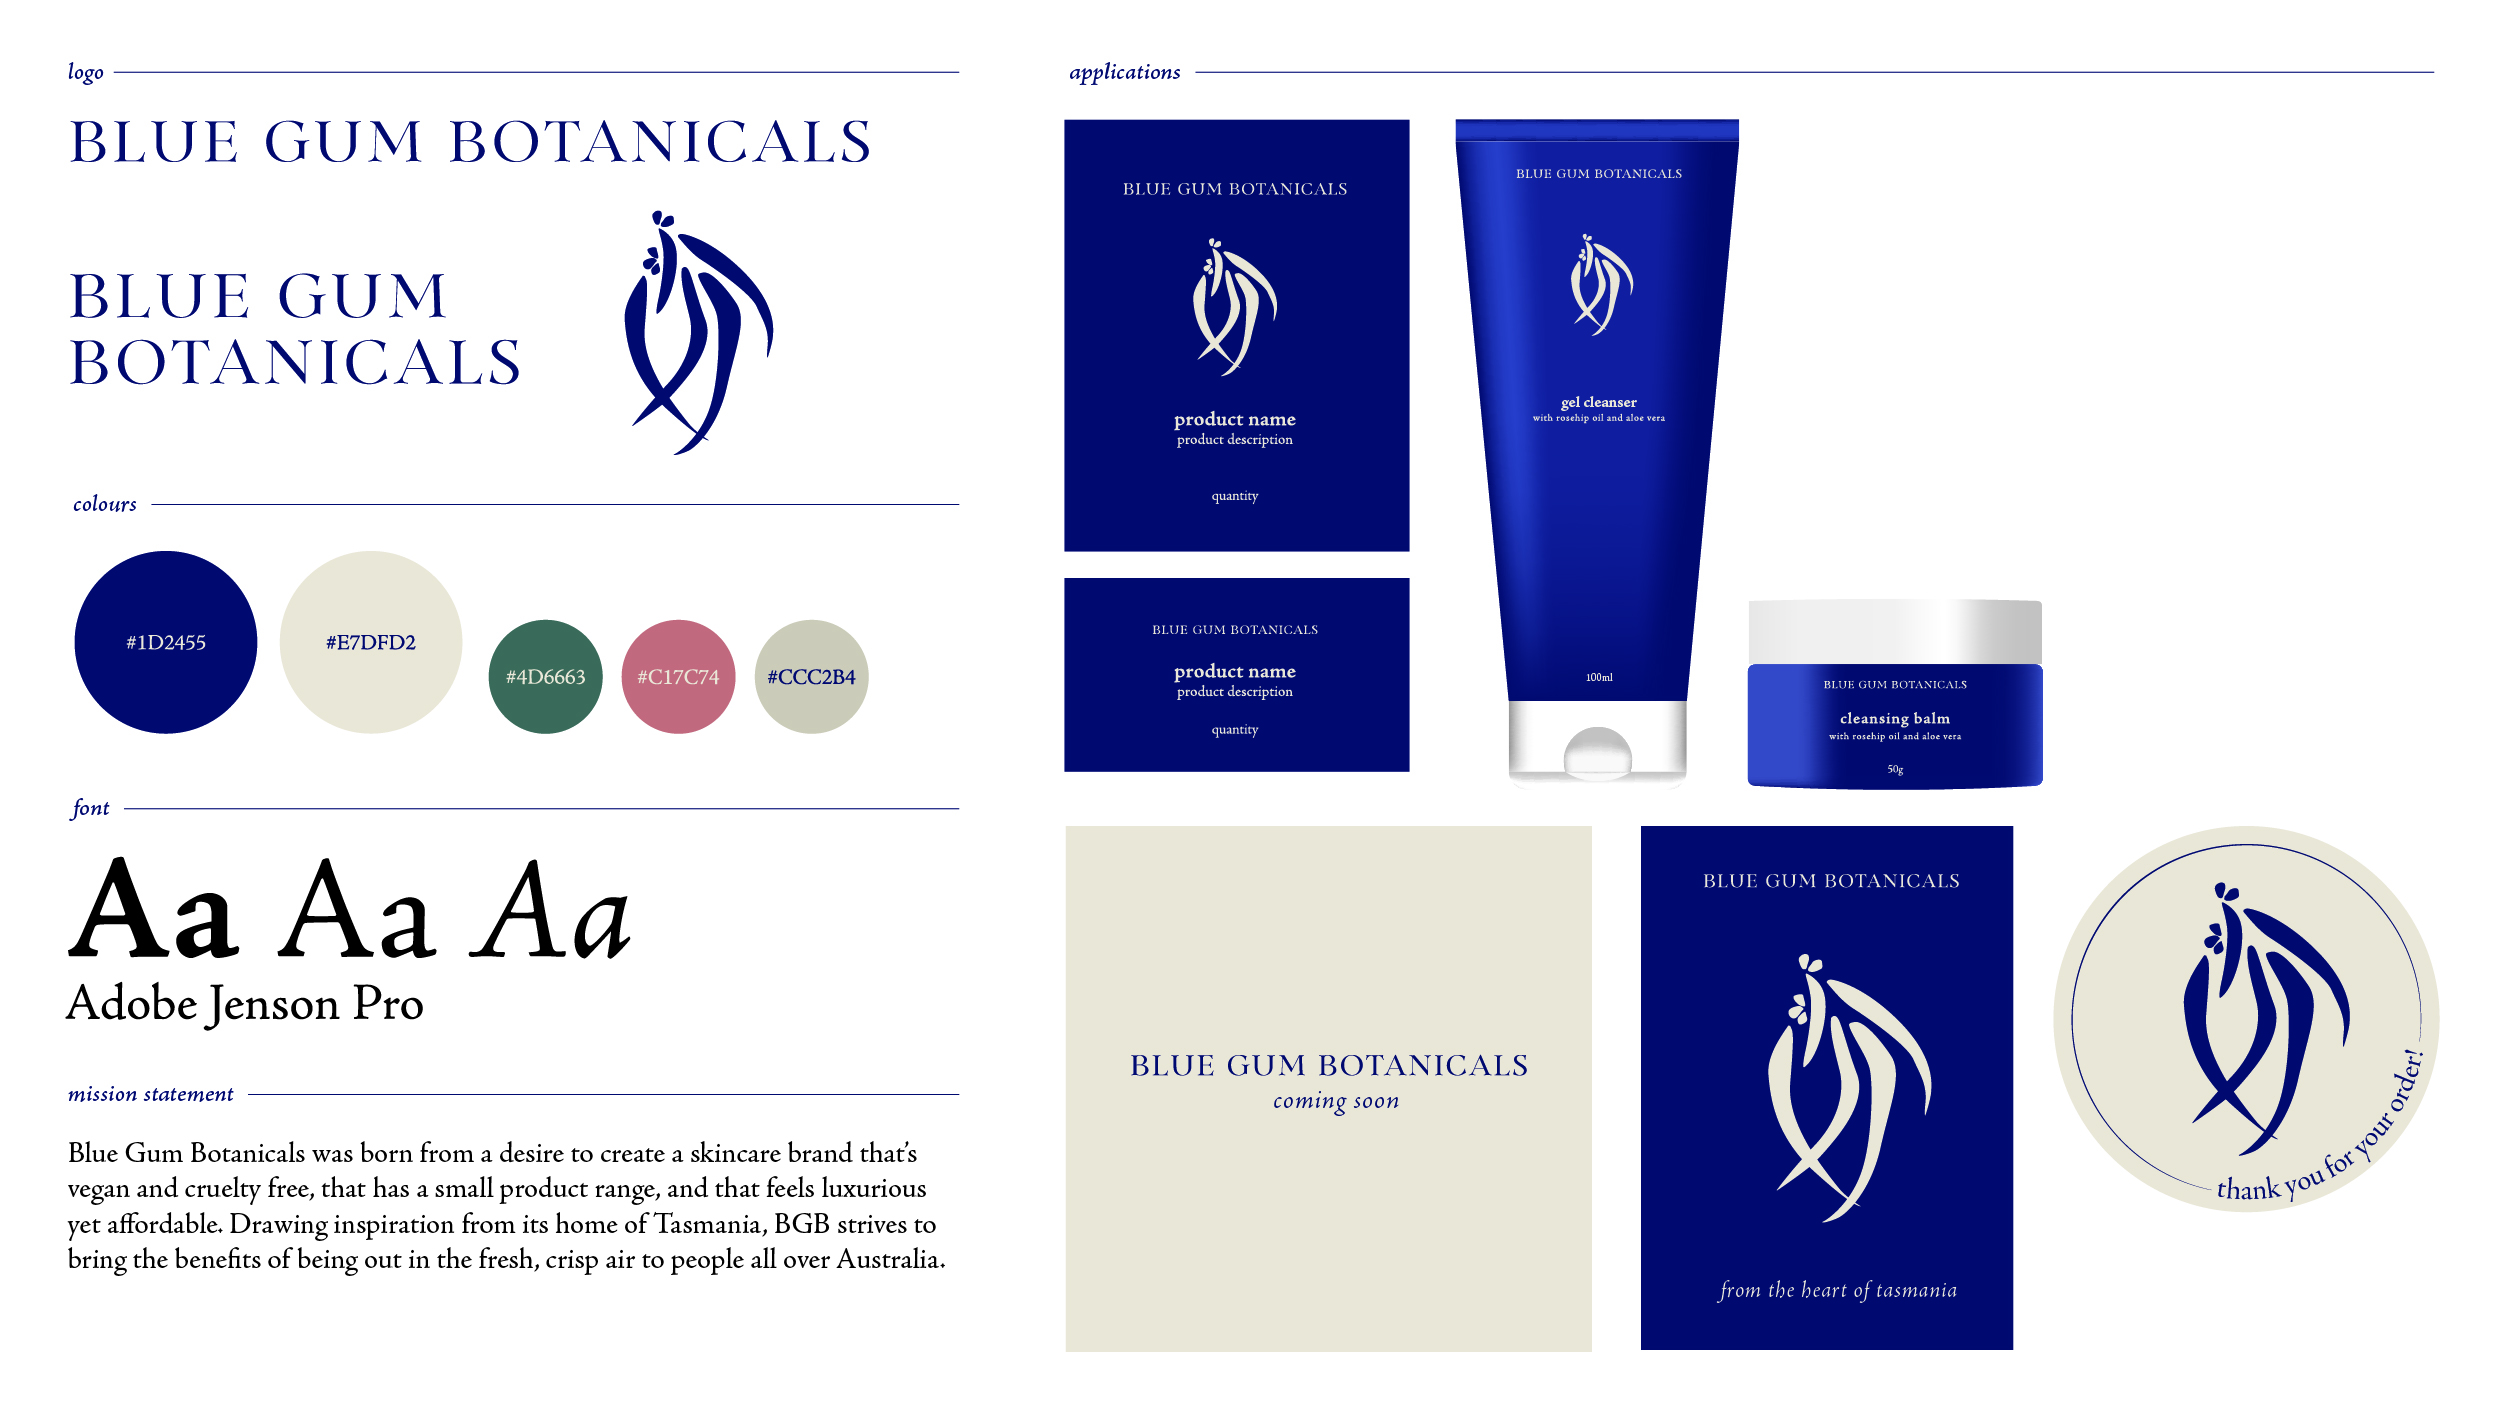 logo
BLUE GUM BOTANICALS
BLUE GUM
BOTANICALS
colours
#1D2455
#E7DFD2
#4D6663
#C17C74
#CCC2B4
font
Aa Aa Aa
Adobe Jenson Pro
mission statement
Blue Gum Botanicals was born from a desire to create a skincare brand that's
vegan and cruelty free, that has a small product range, and that feels luxurious
yet affordable. Drawing inspiration from its home of Tasmania, BGB strives to
bring the benefits of being out in the fresh, crisp air to people all over Australia.
applications
BLUE GUM BOTANICALS
product name
product description
quantity
BLUE GUM BOTANICALS
product name
product description
quantity
BLUE GUM BOTANICALS
gel cleanser
with rosehip oil and aloe vera
100ml
BLUE GUM BOTANICALS
cleansing balm
with rosehip oil and aloe vera
50g
BLUE GUM BOTANICALS
coming soon
BLUE GUM BOTANICALS
from the heart of tasmania
thank you for your order!